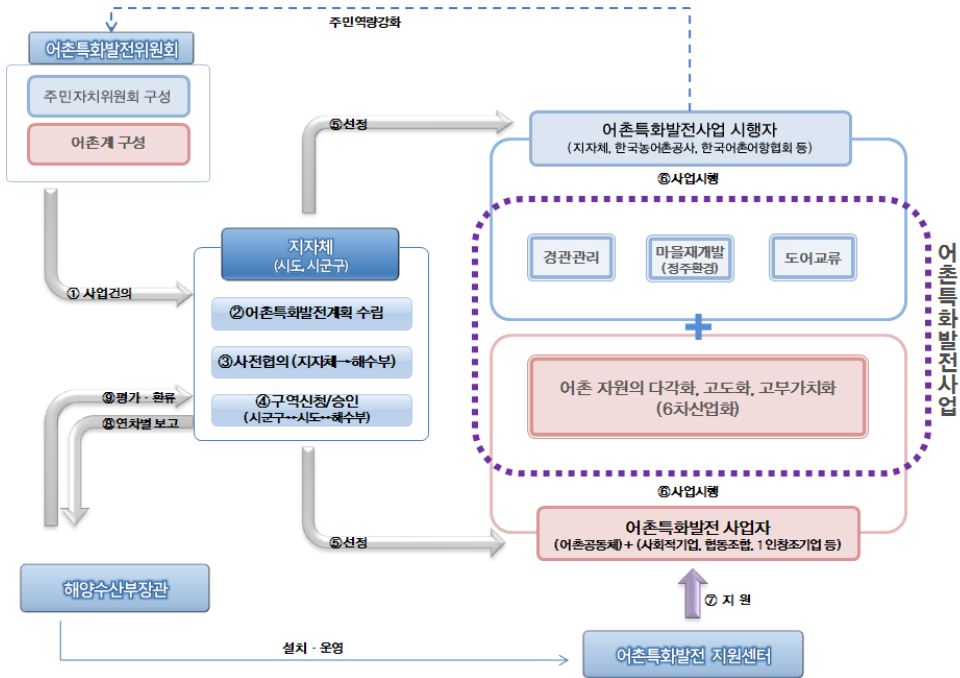 주민역량강화
어촌특화발전위원회
주민자치위원회 구성
어촌계 구성
⑤선정
어촌특화발전사업 시행자
(지자체, 한국농어촌공사, 한국어촌어항협회 등)
⑥사업시행
지자체
(시도, 시군구)
경관관리
마을재개발
(정주환경)
도어교류
어촌특화발전사업
① 사업건의
②어촌특화발전계획 수립
③사전협의 (지자체→해수부)
④구역신청/승인
(시군구↔시도↔해수부)
어촌 자원의 다각화, 고도화, 고부가치화
(6차산업화)
⑨평가 · 환류
⑧연차별 보고
⑥사업시행
⑤선정
어촌특화발전 사업자
(어촌공동체) + (사회적기업, 협동조합, 1인창조기업 등)
해양수산부장관
⑦ 지 원
설치 · 운영
어촌특화발전 지원센터